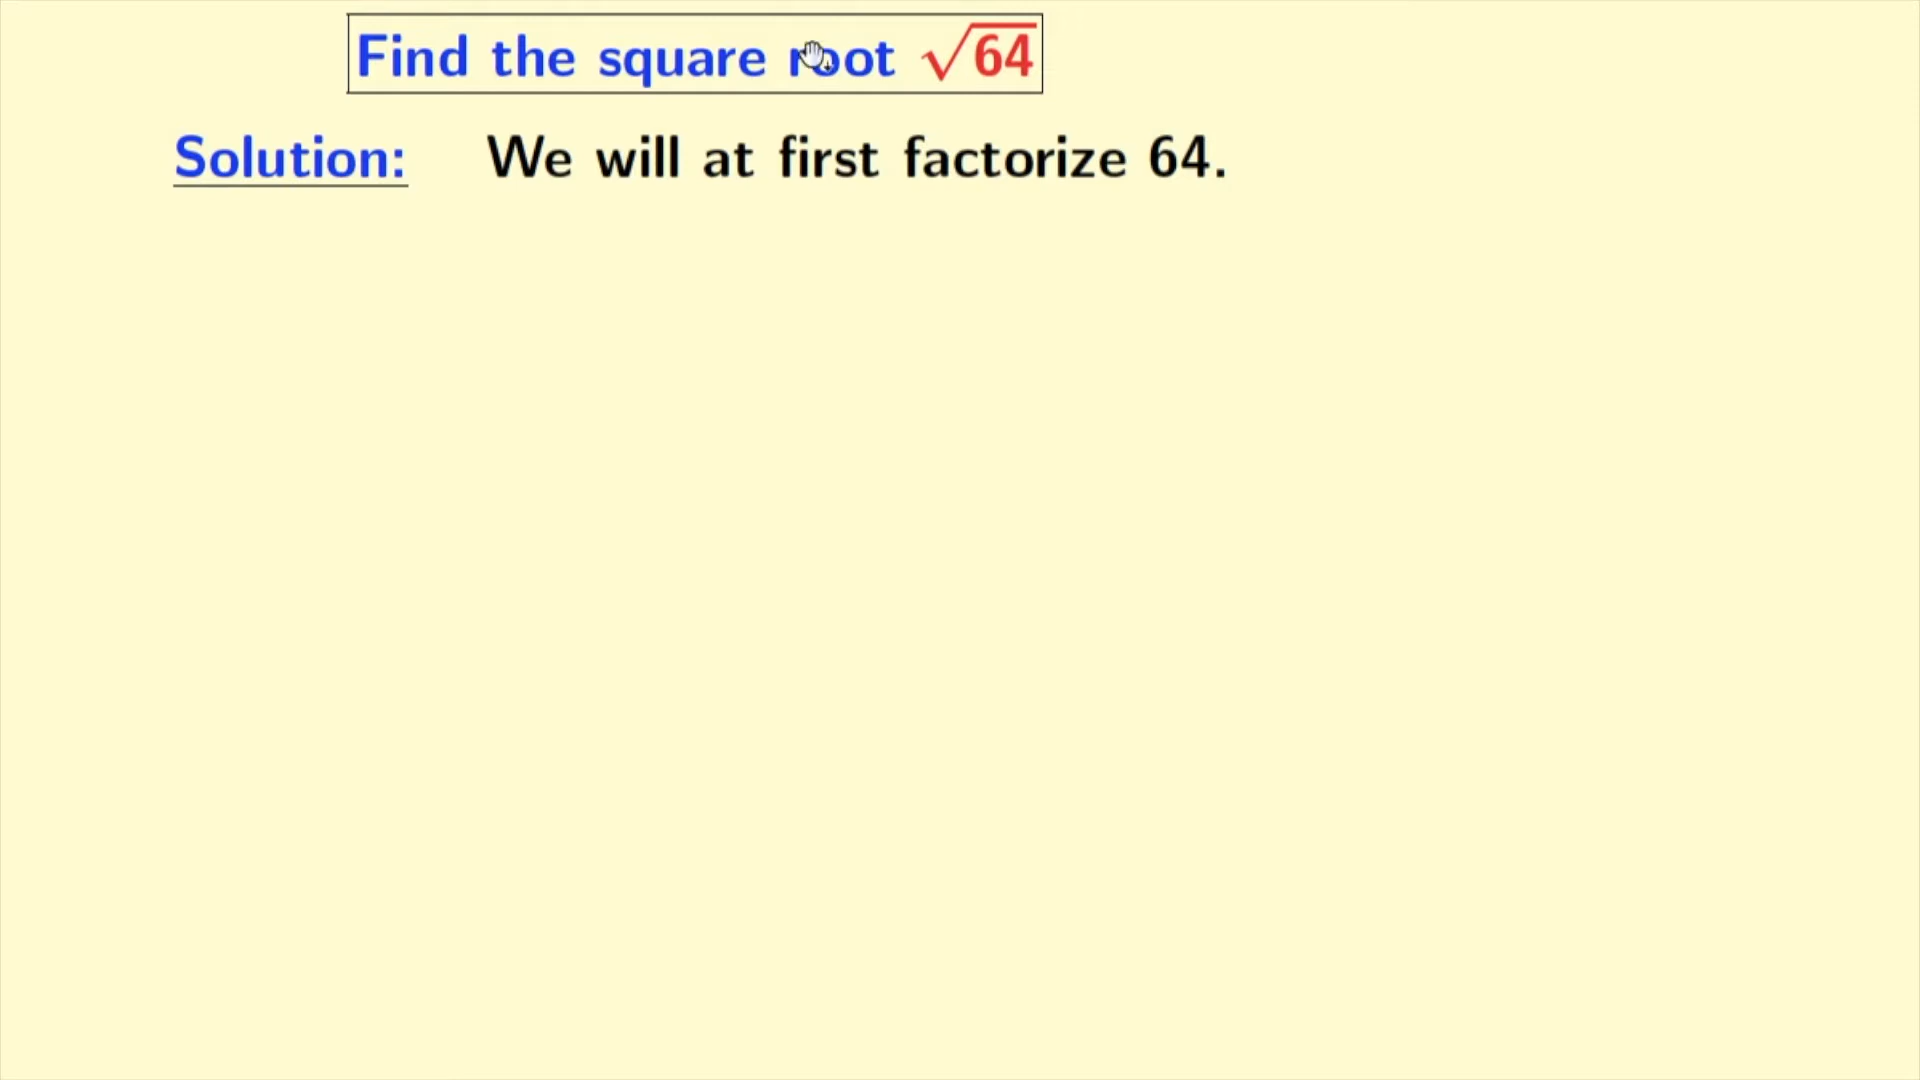 Find the square root √64
Solution: We will at first factorize 64.